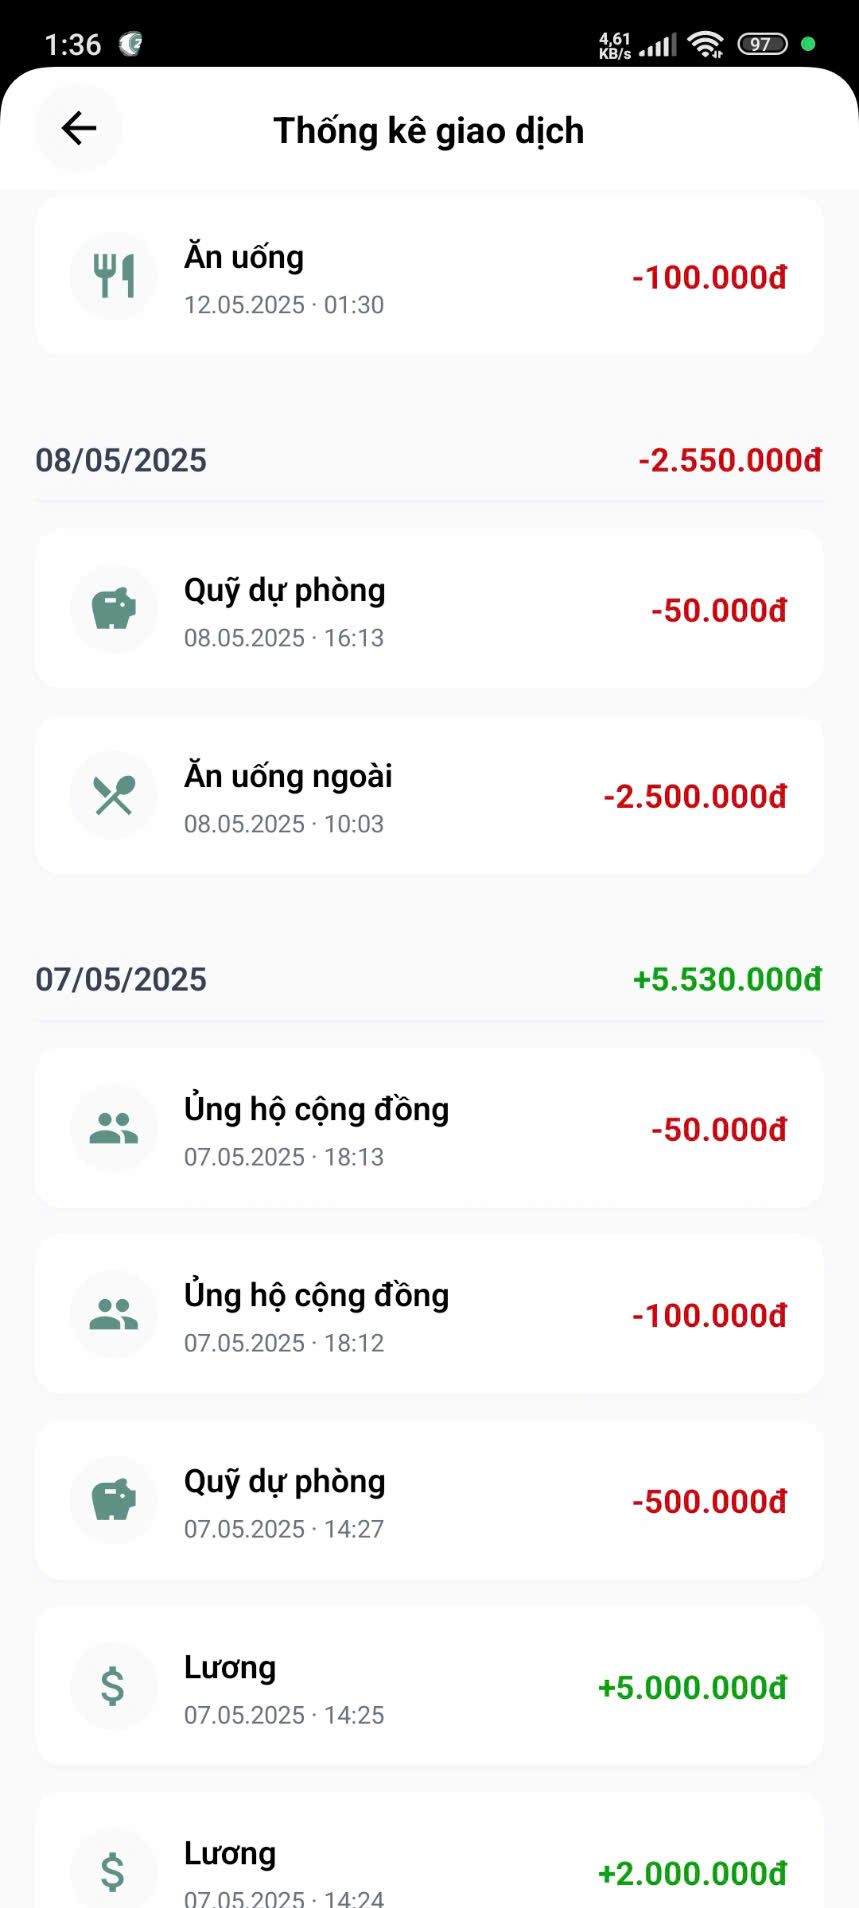 1:36
4,61
KB/s
97
Thống kê giao dịch
Ăn uống
-100.000đ
12.05.2025 · 01:30
08/05/2025
-2.550.000đ
Quỹ dự phòng
-50.000đ
08.05.2025 · 16:13
Ăn uống ngoài
-2.500.000đ
08.05.2025 · 10:03
07/05/2025
+5.530.000đ
Ủng hộ cộng đồng
-50.000đ
07.05.2025 · 18:13
Ủng hộ cộng đồng
-100.000đ
07.05.2025 · 18:12
Quỹ dự phòng
-500.000đ
07.05.2025 · 14:27
Lương
+5.000.000đ
07.05.2025 · 14:25
Lương
+2.000.000đ
07.05.2025 · 14:24